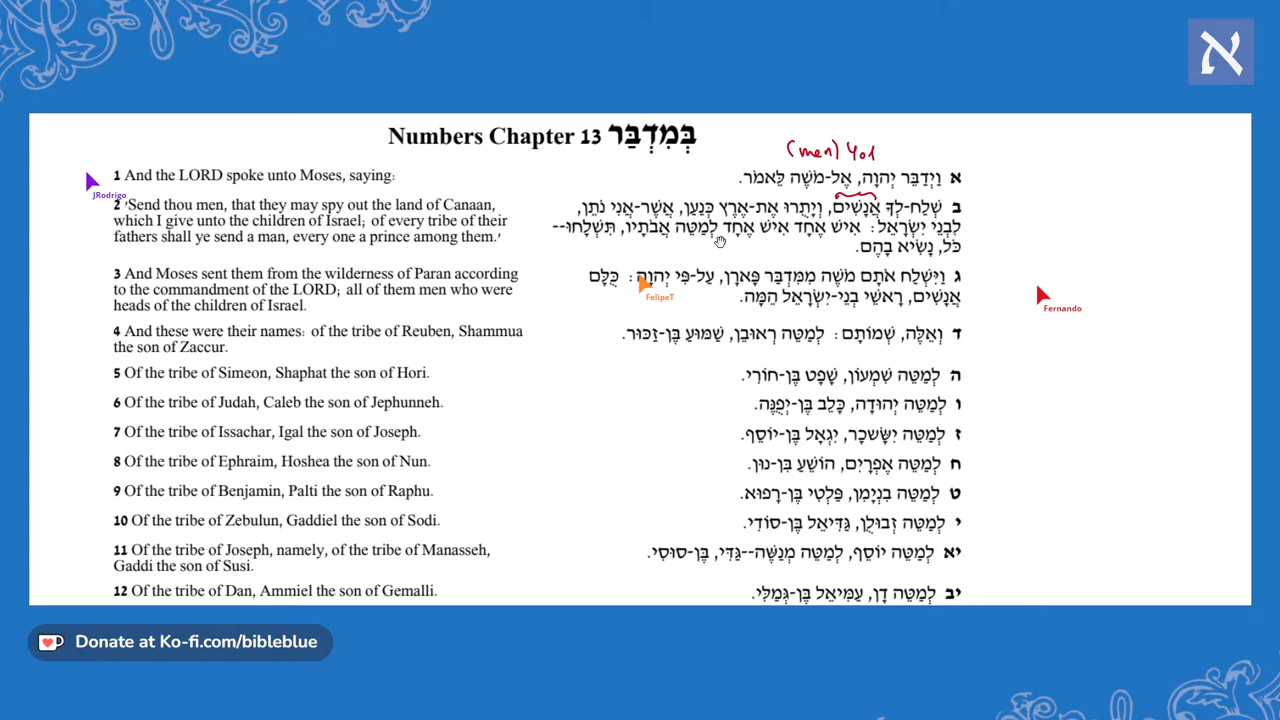 א
Numbers Chapter 13 בְּמִדְבַּר
(men) 401
1 And the LORD spoke unto Moses, saying:
א וַיְדַבֵּר יְהוָה, אֶל-מֹשֶׁה לֵּאמֹר.
JRodrigo
2 'Send thou men, that they may spy out the land of Canaan,
which I give unto the children of Israel; of every tribe of their
fathers shall ye send a man, every one a prince among them.'
ב שְׁלַח-לְךָ אֲנָשִׁים, וְיָתֻרוּ אֶת-אֶרֶץ כְּנַעַן, אֲשֶׁר-אֲנִי נֹתֵן,
לִבְנֵי יִשְׂרָאֵל: אִישׁ אֶחָד אִישׁ אֶחָד לְמַטֵּה אֲבֹתָיו, תִּשְׁלָחוּ--
כֹּל, נָשִׂיא בָהֶם.
3 And Moses sent them from the wilderness of Paran according
to the commandment of the LORD; all of them men who were
heads of the children of Israel.
ג וַיִּשְׁלַח אֹתָם מֹשֶׁה מִמִּדְבַּר פָּארָן, עַל-פִּי יְהוָה: כֻּלָּם
אֲנָשִׁים, רָאשֵׁי בְנֵי-יִשְׂרָאֵל הֵמָּה.
FelipeT
Fernando
4 And these were their names: of the tribe of Reuben, Shammua
the son of Zaccur.
ד וְאֵלֶּה, שְׁמוֹתָם: לְמַטֵּה רְאוּבֵן, שַׁמּוּעַ בֶּן-זַכּוּר.
5 Of the tribe of Simeon, Shaphat the son of Hori.
ה לְמַטֵּה שִׁמְעוֹן, שָׁפָט בֶּן-חוֹרִי.
6 Of the tribe of Judah, Caleb the son of Jephunneh.
ו לְמַטֵּה יְהוּדָה, כָּלֵב בֶּן-יְפֻנֶּה.
7 Of the tribe of Issachar, Igal the son of Joseph.
ז לְמַטֵּה יִשָּׂשכָר, יִגְאָל בֶּן-יוֹסֵף.
8 Of the tribe of Ephraim, Hoshea the son of Nun.
ח לְמַטֵּה אֶפְרָיִם, הוֹשֵׁעַ בִּן-נוּן.
9 Of the tribe of Benjamin, Palti the son of Raphu.
ט לְמַטֵּה בִנְיָמִן, פַּלְטִי בֶּן-רָפוּא.
10 Of the tribe of Zebulun, Gaddiel the son of Sodi.
י לְמַטֵּה זְבוּלֻן, גַּדִּיאֵל בֶּן-סוֹדִי.
11 Of the tribe of Joseph, namely, of the tribe of Manasseh,
Gaddi the son of Susi.
יא לְמַטֵּה יוֹסֵף, לְמַטֵּה מְנַשֶּׁה--גַּדִּי, בֶּן-סוּסִי.
12 Of the tribe of Dan, Ammiel the son of Gemalli.
יב לְמַטֵּה דָן, עַמִּיאֵל בֶּן-גְּמַלִּי.
Donate at Ko-fi.com/bibleblue